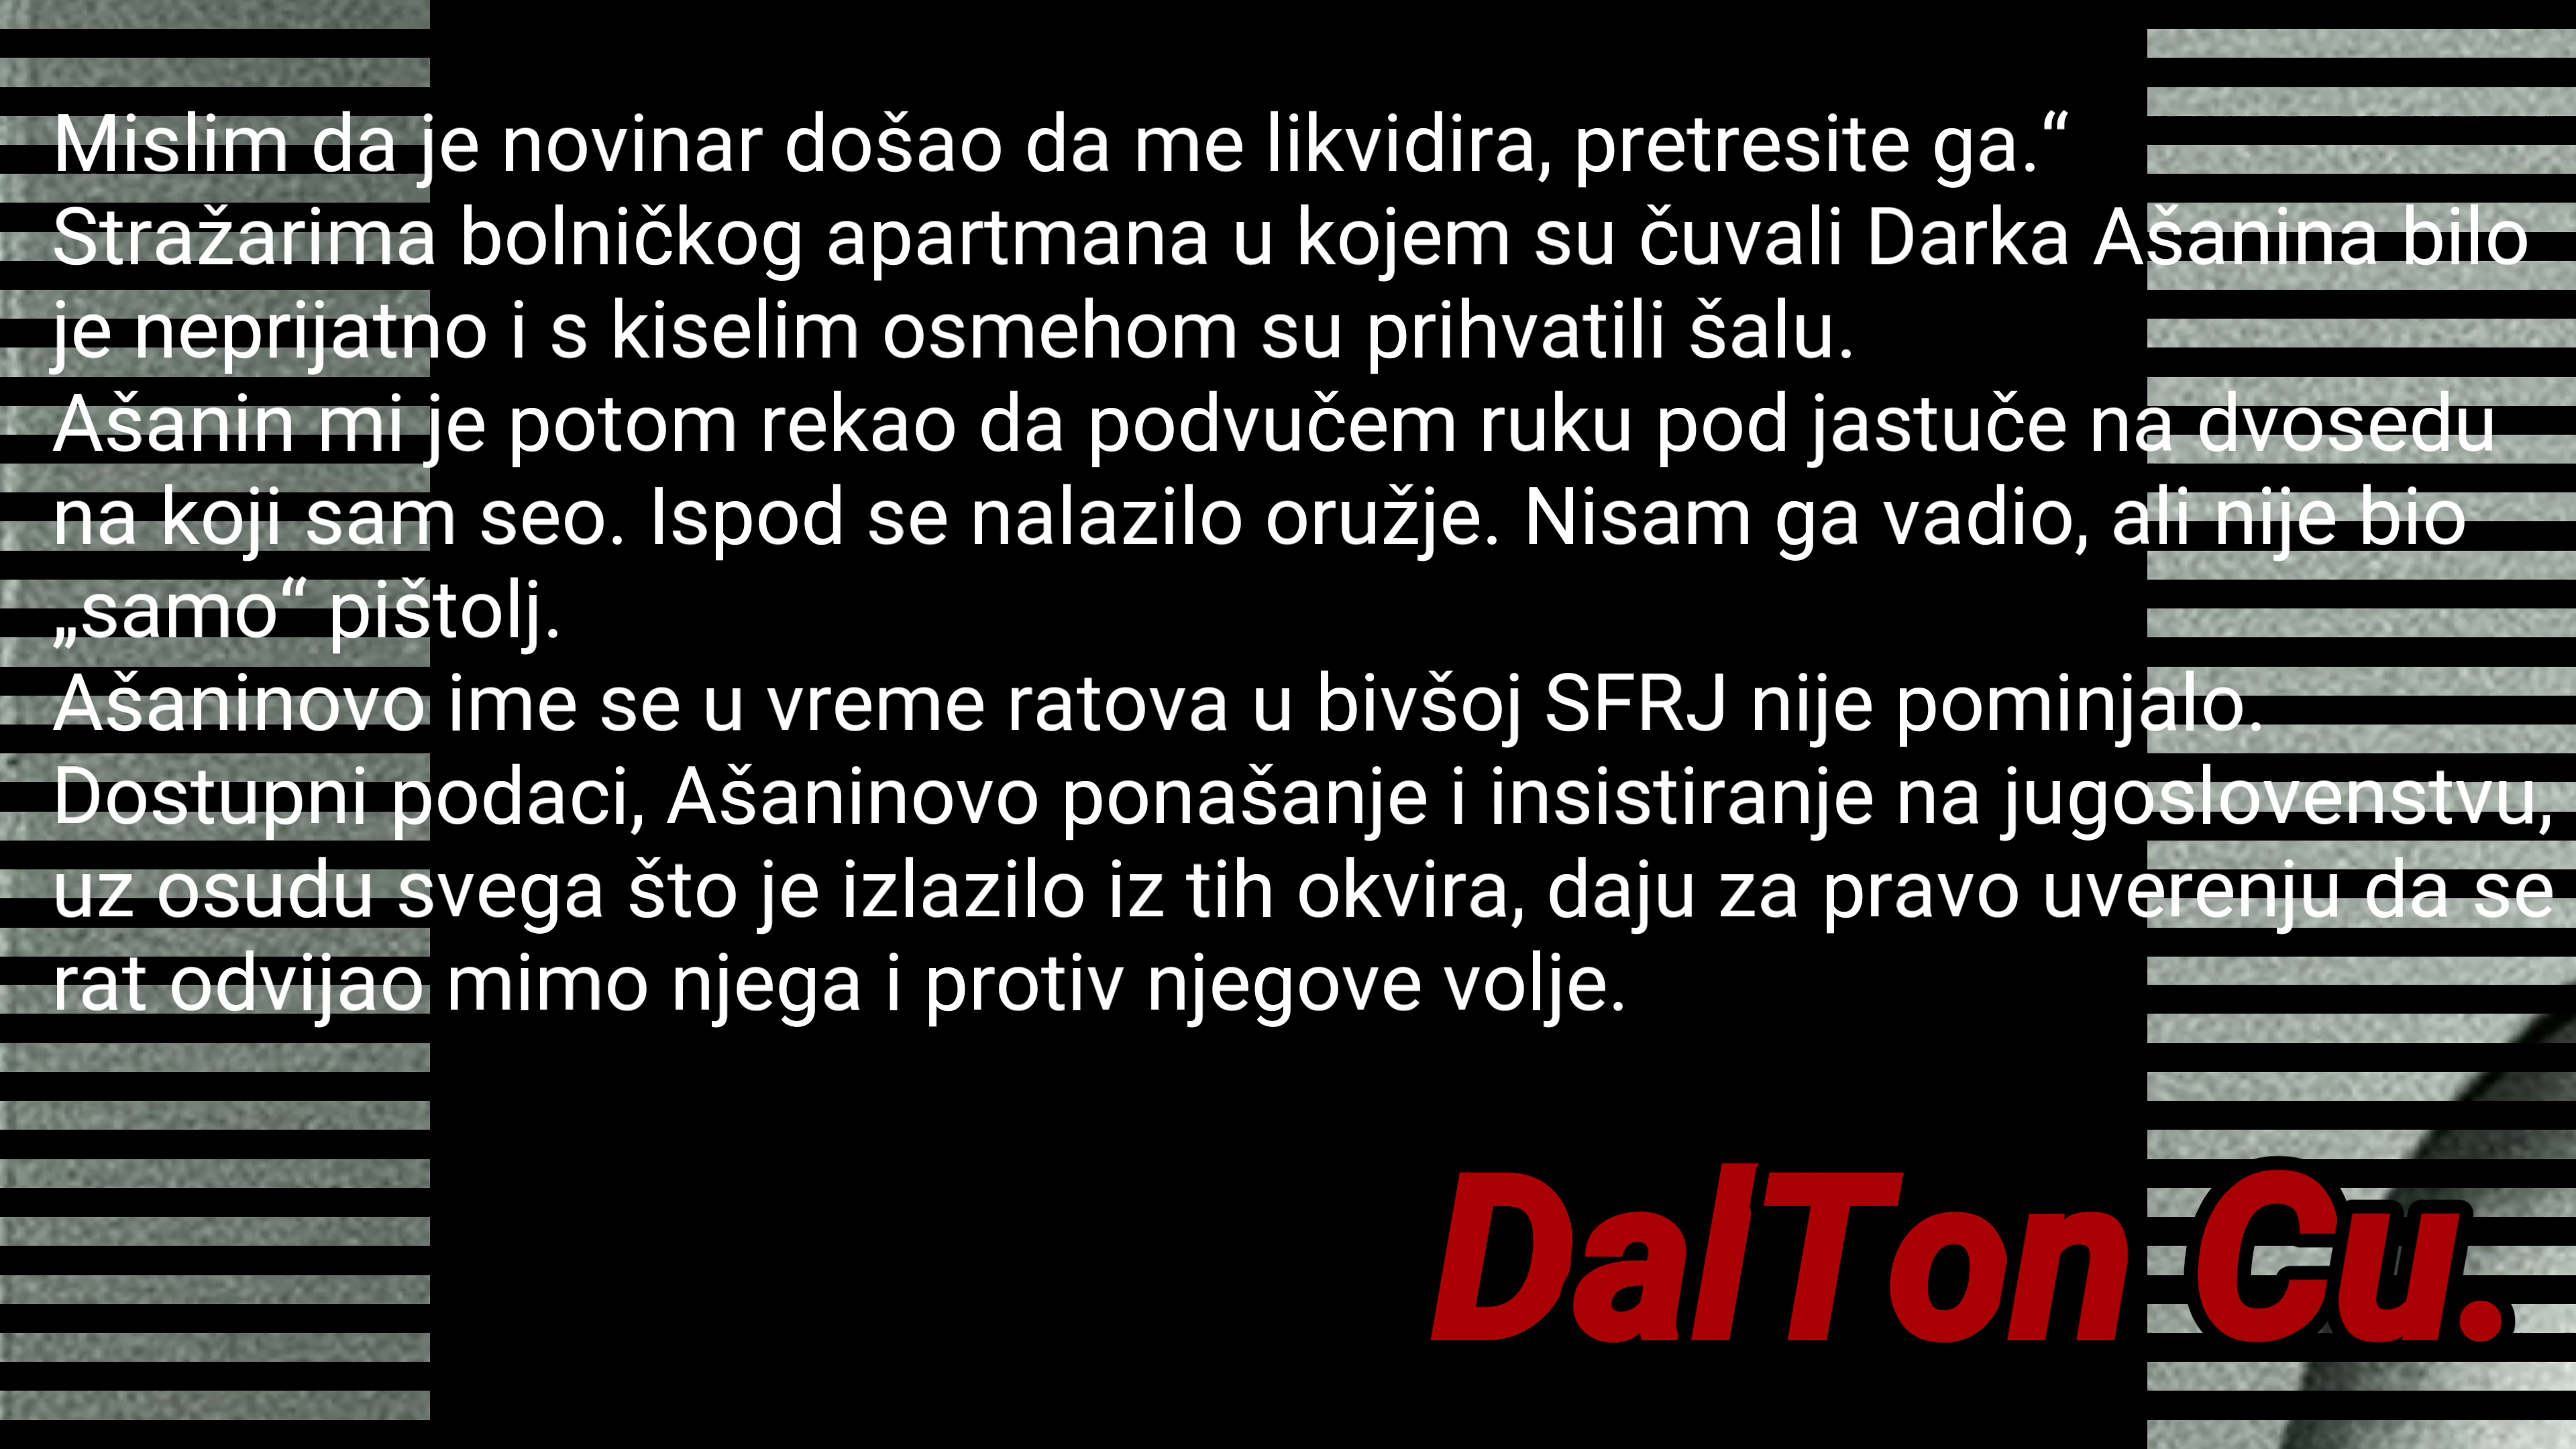 Mislim da je novinar došao da me likvidira, pretresite ga.“
Stražarima bolničkog apartmana u kojem su čuvali Darka Ašanina bilo
je neprijatno i s kiselim osmehom su prihvatili šalu.
Ašanin mi je potom rekao da podvučem ruku pod jastuče na dvosedu
na koji sam seo. Ispod se nalazilo oružje. Nisam ga vadio, ali nije bio
„samo“ pištolj.
Ašaninovo ime se u vreme ratova u bivšoj SFRJ nije pominjalo.
Dostupni podaci, Ašaninovo ponašanje i insistiranje na jugoslovenstvu,
uz osudu svega što je izlazilo iz tih okvira, daju za pravo uverenju da se
rat odvijao mimo njega i protiv njegove volje.
DalTon Cu.